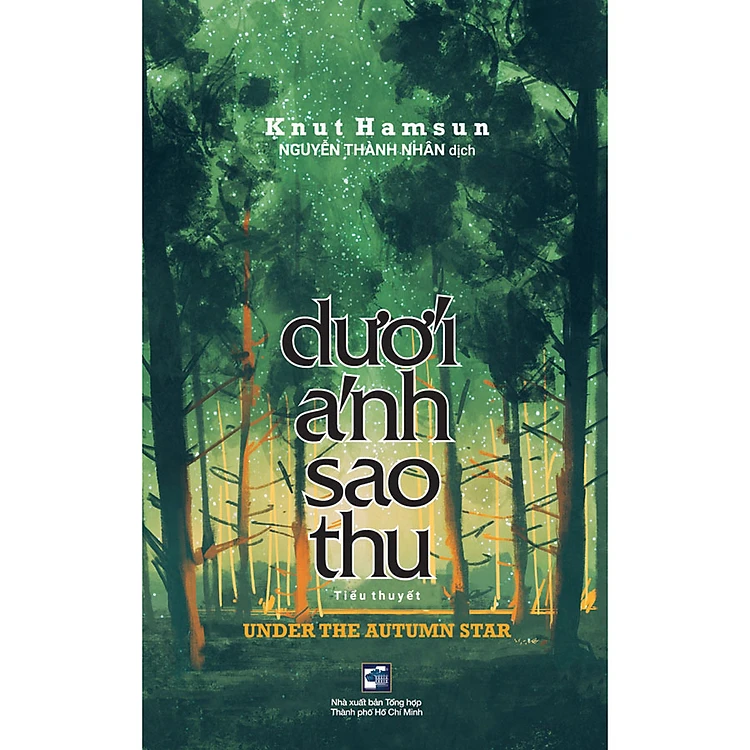 Knut Hamsun
NGUYỄN THÀNH NHÂN dịch
dưới
ánh
sao
thu
Tiểu thuyết
UNDER THE AUTUMN STAR
Nhà xuất bản Tổng hợp
Thành phố Hồ Chí Minh